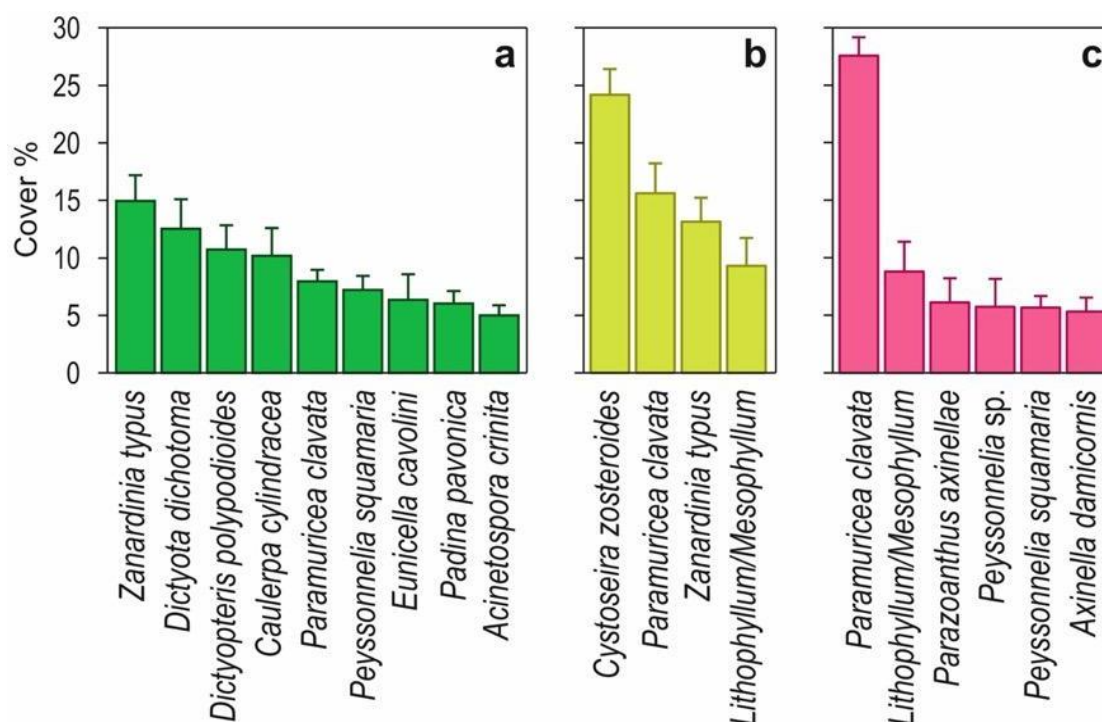 a
b
c
Cover %
30
25
20
15
10
5
0
Zanardinia typus
Dictyota dichotoma
Dictyopteris polypodioides
Caulerpa cylindracea
Paramuricea clavata
Peyssonnelia squamaria
Eunicella cavolini
Padina pavonica
Acinetospora crinita
Cystoseira zosteroides
Paramuricea clavata
Zanardinia typus
Lithophyllum/Mesophyllum
Paramuricea clavata
Lithophyllum/Mesophyllum
Parazoanthus axinellae
Peyssonnelia sp.
Peyssonnelia squamaria
Axinella damicornis